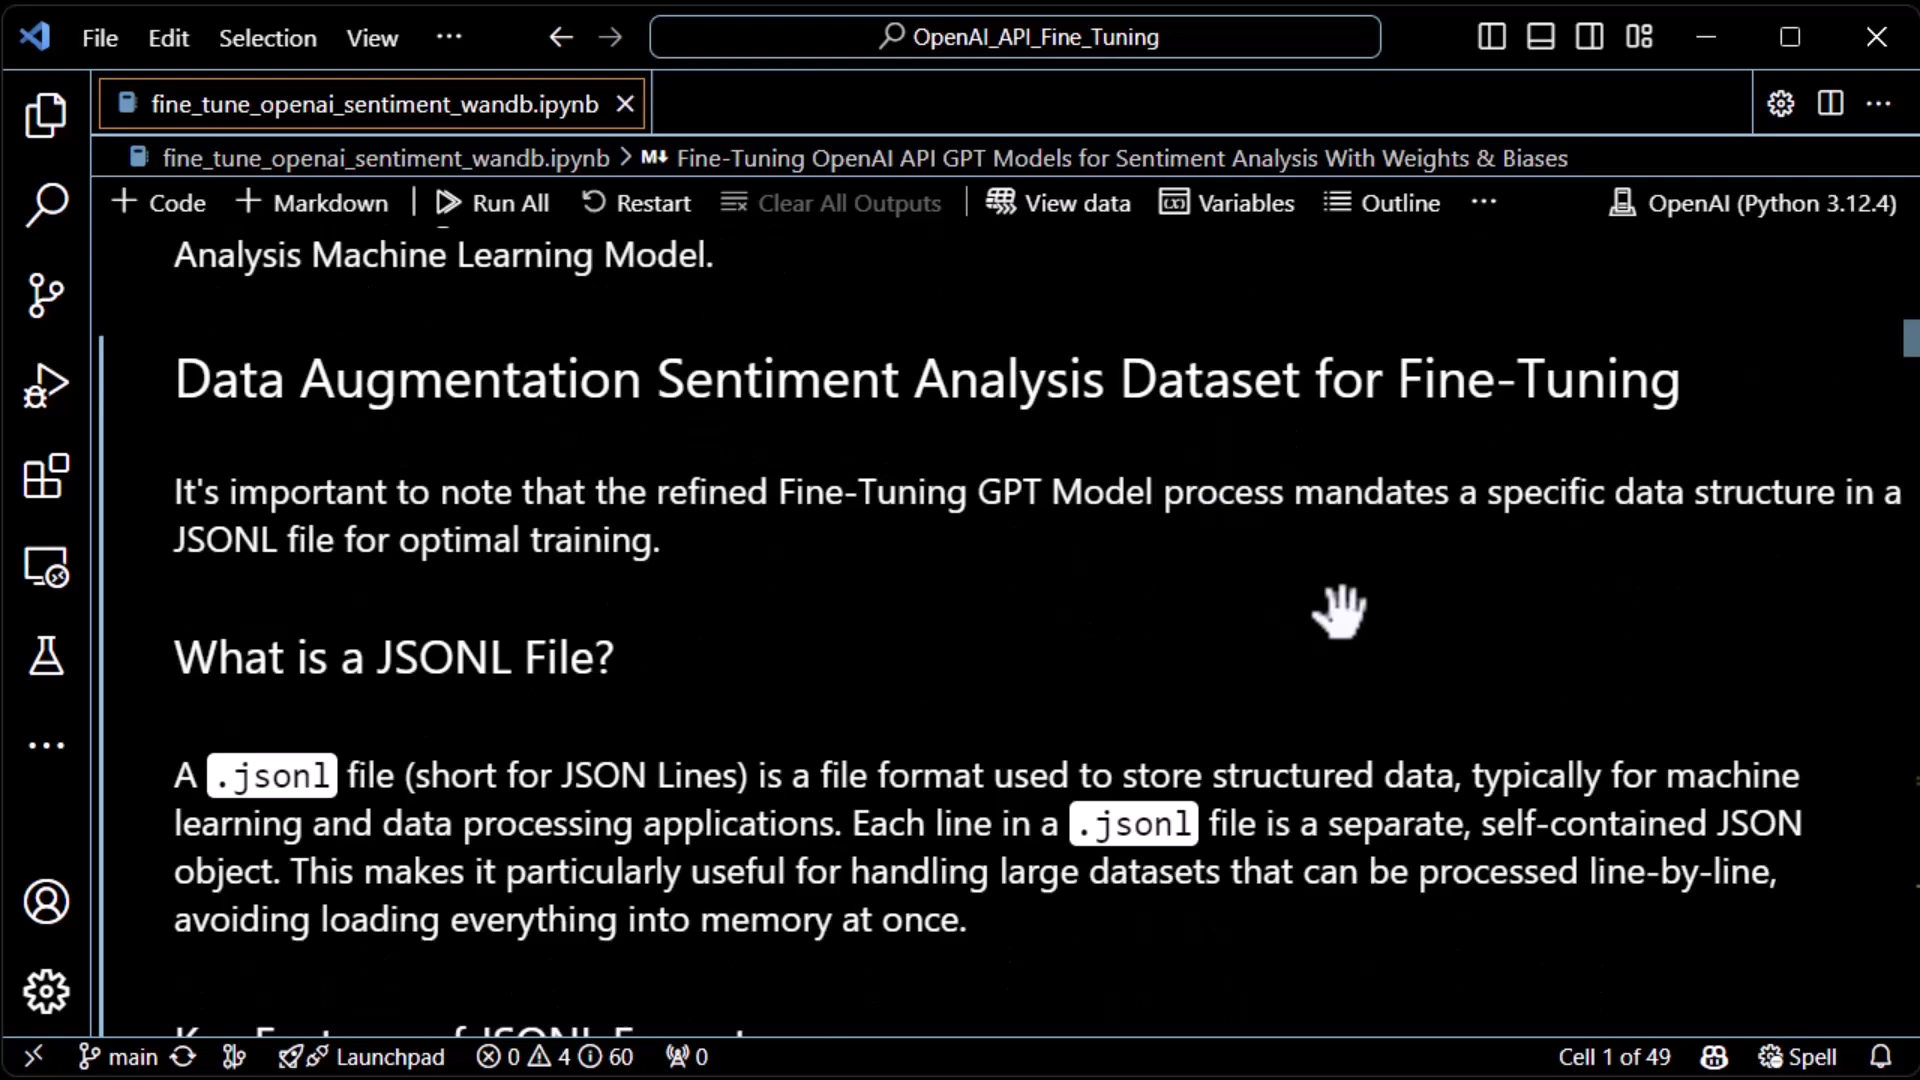 File Edit Selection View ··· OpenAI_API_Fine_Tuning
fine_tune_openai_sentiment_wandb.ipynb
fine_tune_openai_sentiment_wandb.ipynb > M↓ Fine-Tuning OpenAI API GPT Models for Sentiment Analysis With Weights & Biases
+ Code + Markdown | Run All Restart Clear All Outputs | View data Variables Outline ··· OpenAI (Python 3.12.4)
Analysis Machine Learning Model.
Data Augmentation Sentiment Analysis Dataset for Fine-Tuning
It's important to note that the refined Fine-Tuning GPT Model process mandates a specific data structure in a
JSONL file for optimal training.
What is a JSONL File?
A .jsonl file (short for JSON Lines) is a file format used to store structured data, typically for machine
learning and data processing applications. Each line in a .jsonl file is a separate, self-contained JSON
object. This makes it particularly useful for handling large datasets that can be processed line-by-line,
avoiding loading everything into memory at once.
Key Features of JSONL Format
main Launchpad 0 4 60 0 Cell 1 of 49 Spell